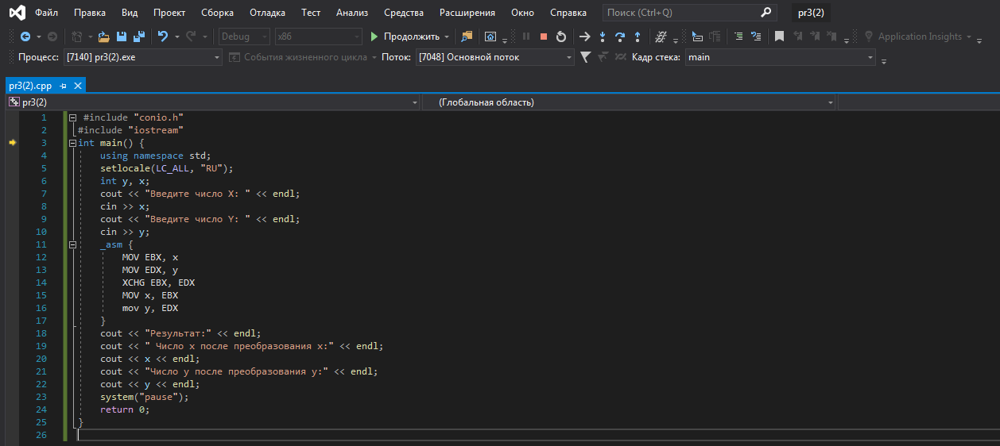 Файл Правка Вид Проект Сборка Отладка Тест Анализ Средства Расширения Окно Справка Поиск (Ctrl+Q) pr3(2)
Debug x86 Продолжить Application Insights
Процесс: [7140] pr3(2).exe События жизненного цикла Поток: [7048] Основной поток Кадр стека: main
pr3(2).cpp
pr3(2) (Глобальная область)
1 #include "conio.h"
2 #include "iostream"
3 int main() {
4 using namespace std;
5 setlocale(LC_ALL, "RU");
6 int y, x;
7 cout << "Введите число X: " << endl;
8 cin >> x;
9 cout << "Введите число Y: " << endl;
10 cin >> y;
11 _asm {
12 MOV EBX, x
13 MOV EDX, y
14 XCHG EBX, EDX
15 MOV x, EBX
16 mov y, EDX
17 }
18 cout << "Результат:" << endl;
19 cout << " Число x после преобразования x:" << endl;
20 cout << x << endl;
21 cout << "Число y после преобразования y:" << endl;
22 cout << y << endl;
23 system("pause");
24 return 0;
25 }
26